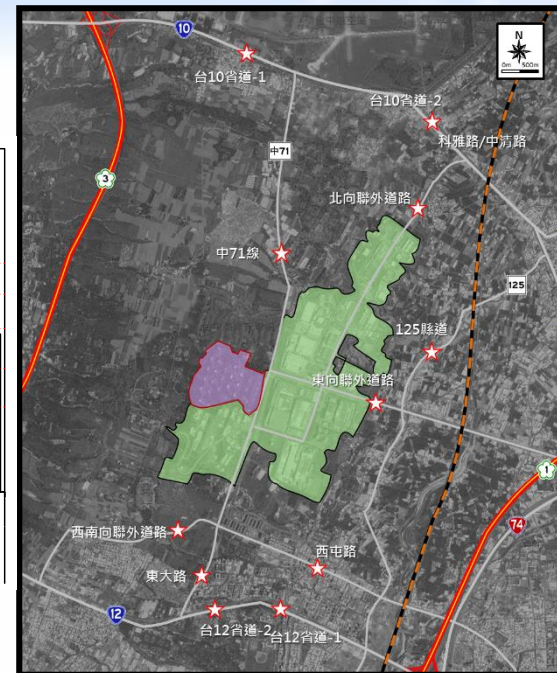 N
0m 500m
10
台10省道-1
台10省道-2
科雅路/中清路
中71
3
北向聯外道路
中71線
125
125縣道
東向聯外道路
1
74
西南向聯外道路
西屯路
東大路
12
台12省道-2
台12省道-1